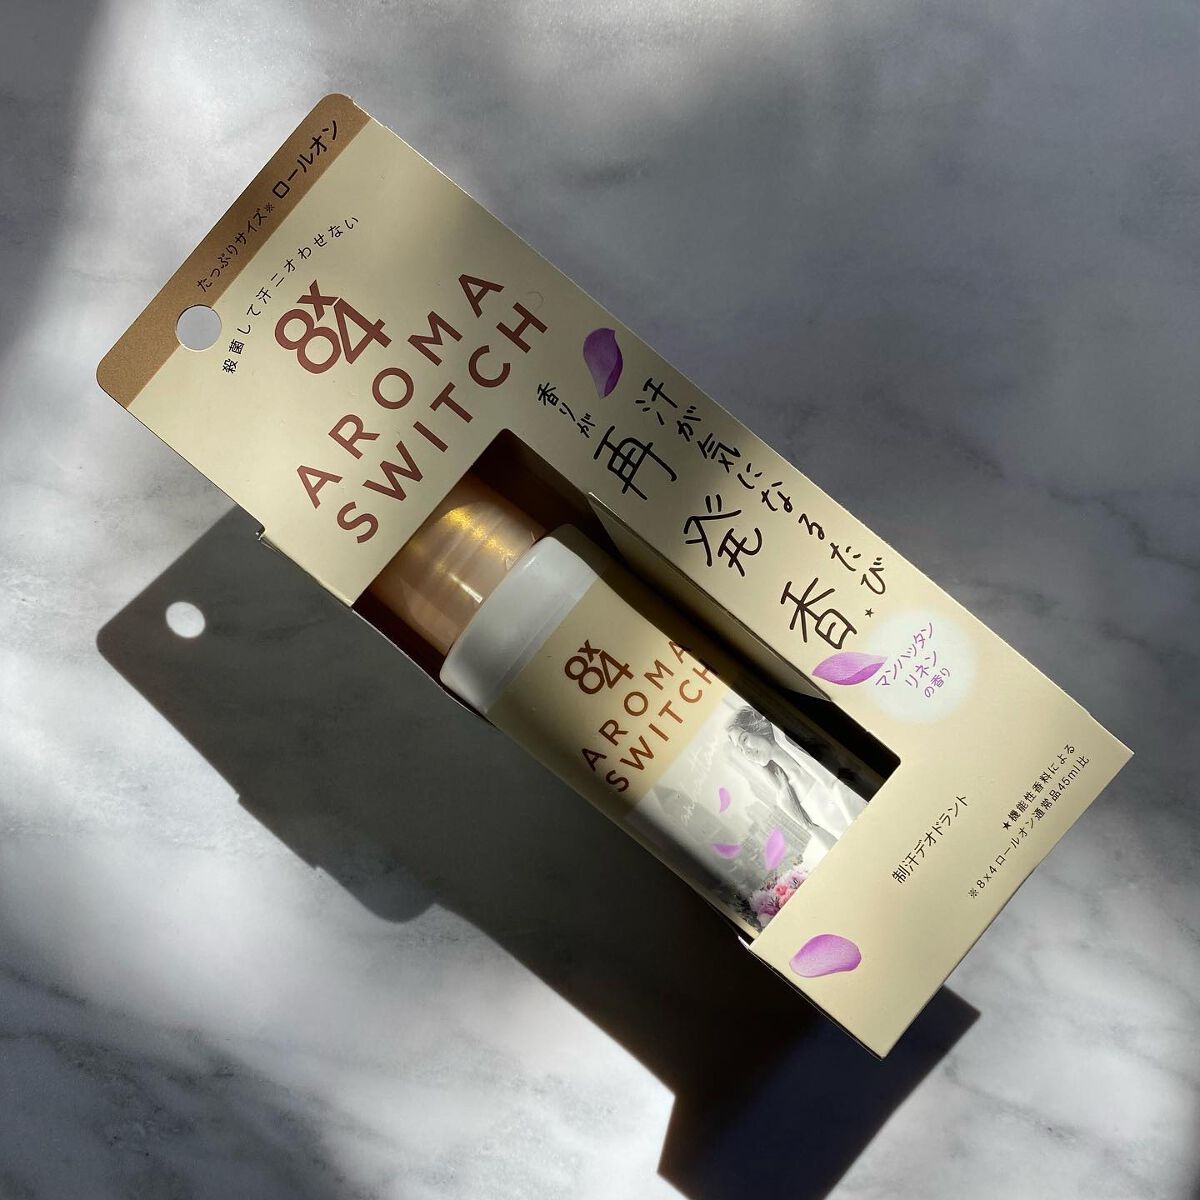 たっぷりサイズ※ ロールオン
殺菌して汗ニオわせない
8x4
AROMA
SWITCH
汗が気になるたび
香りが
再発香★
マンハッタン
リネン
の香り
8x4
AROMA
SWITCH
制汗デオドラント
★機能性香料による
※8x4ロールオン通常品45ml比